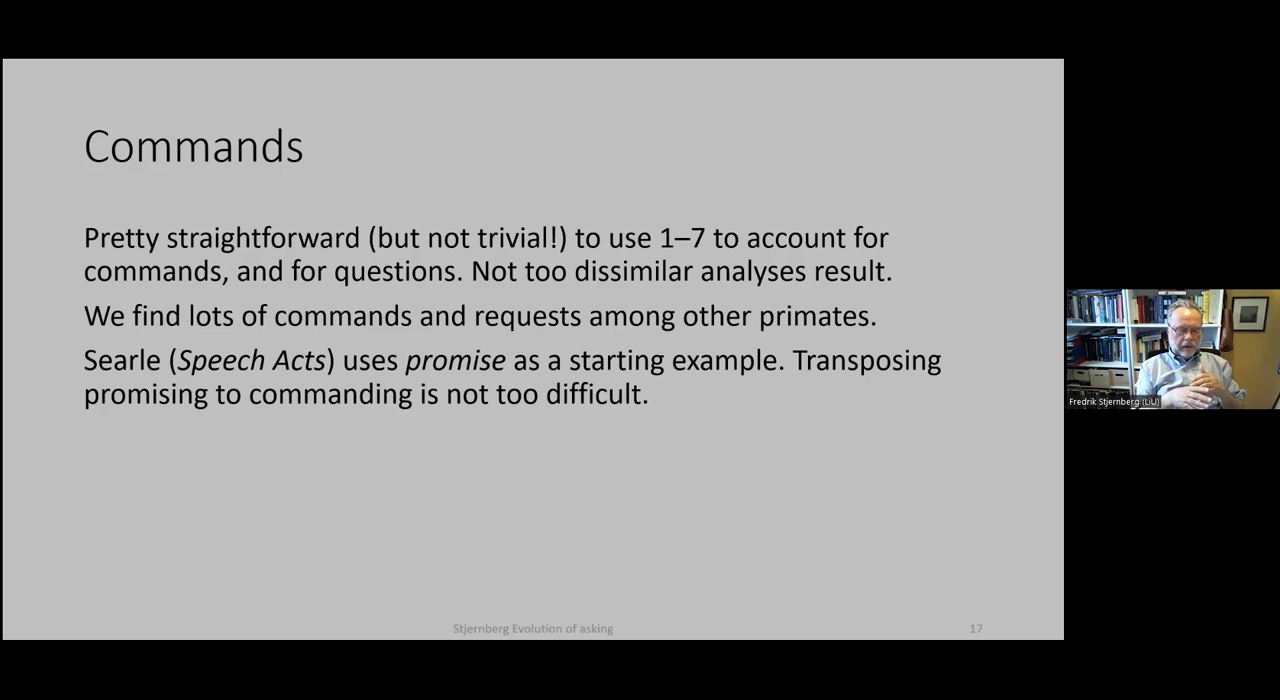 Commands
Pretty straightforward (but not trivial!) to use 1–7 to account for
commands, and for questions. Not too dissimilar analyses result.
We find lots of commands and requests among other primates.
Searle (Speech Acts) uses promise as a starting example. Transposing
promising to commanding is not too difficult.
Stjernberg Evolution of asking
17
Fredrik Stjernberg (LiU)